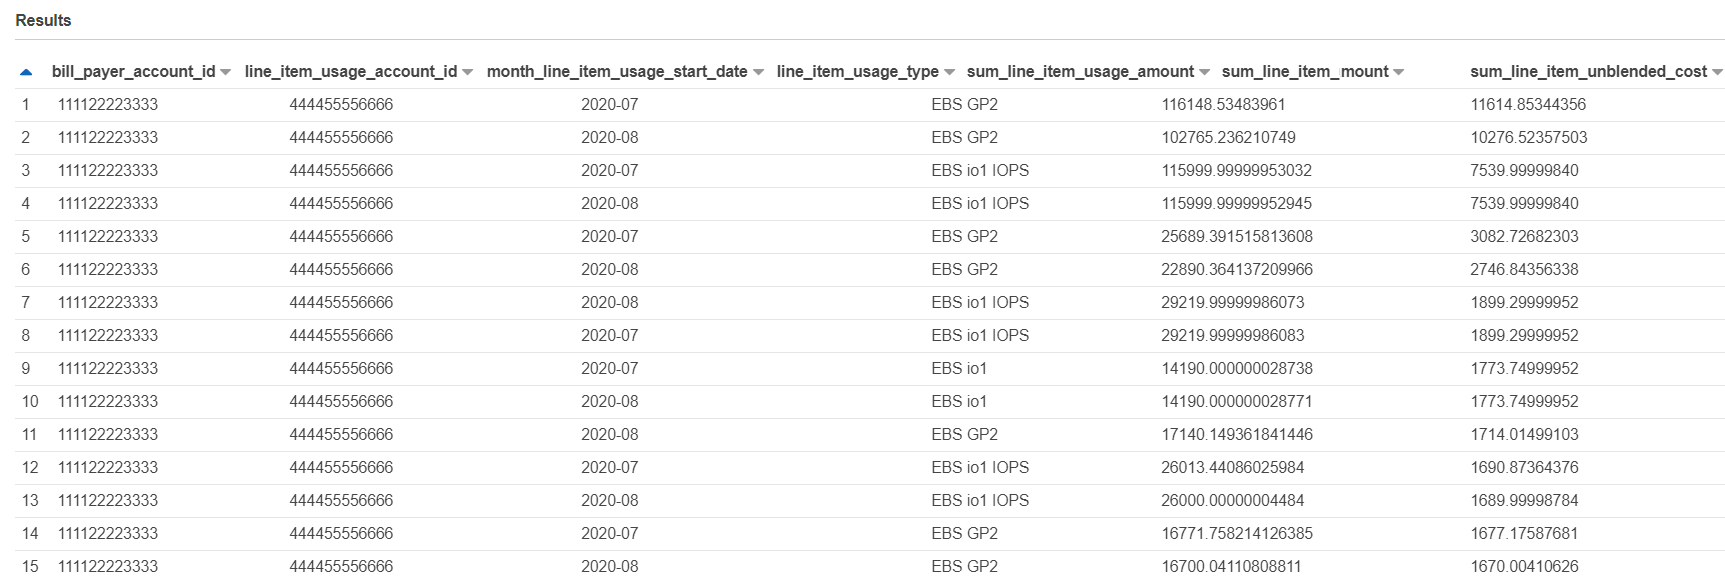 Results
bill_payer_account_id line_item_usage_account_id month_line_item_usage_start_date line_item_usage_type sum_line_item_usage_amount sum_line_item_mount sum_line_item_unblended_cost
1 111122223333 444455556666 2020-07 EBS GP2 116148.53483961 11614.85344356
2 111122223333 444455556666 2020-08 EBS GP2 102765.236210749 10276.52357503
3 111122223333 444455556666 2020-07 EBS io1 IOPS 115999.99999953032 7539.99999840
4 111122223333 444455556666 2020-08 EBS io1 IOPS 115999.99999952945 7539.99999840
5 111122223333 444455556666 2020-07 EBS GP2 25689.391515813608 3082.72682303
6 111122223333 444455556666 2020-08 EBS GP2 22890.364137209966 2746.84356338
7 111122223333 444455556666 2020-08 EBS io1 IOPS 29219.99999986073 1899.29999952
8 111122223333 444455556666 2020-07 EBS io1 IOPS 29219.99999986083 1899.29999952
9 111122223333 444455556666 2020-07 EBS io1 14190.000000028738 1773.74999952
10 111122223333 444455556666 2020-08 EBS io1 14190.000000028771 1773.74999952
11 111122223333 444455556666 2020-08 EBS GP2 17140.149361841446 1714.01499103
12 111122223333 444455556666 2020-07 EBS io1 IOPS 26013.44086025984 1690.87364376
13 111122223333 444455556666 2020-08 EBS io1 IOPS 26000.00000004484 1689.99998784
14 111122223333 444455556666 2020-07 EBS GP2 16771.758214126385 1677.17587681
15 111122223333 444455556666 2020-08 EBS GP2 16700.04110808811 1670.00410626